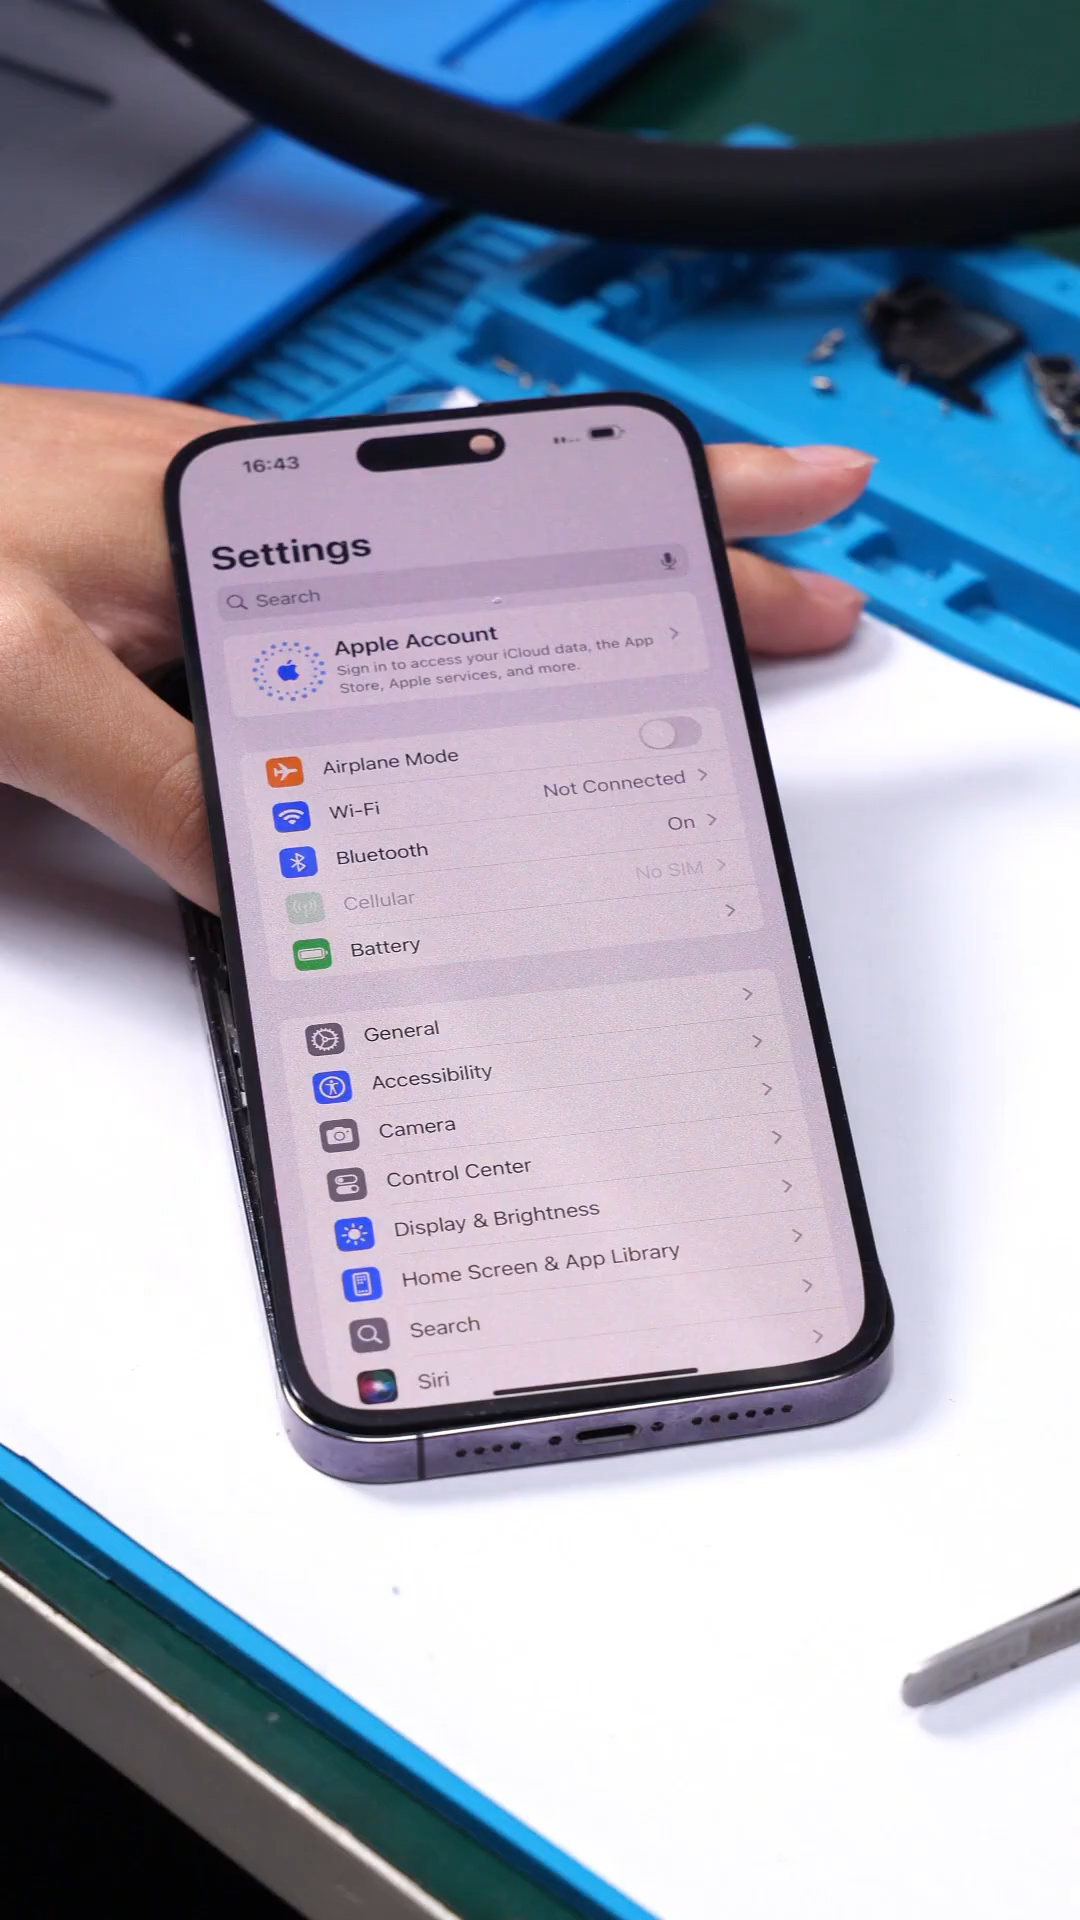 16:43
Settings
Search
Apple Account
Sign in to access your iCloud data, the App
Store, Apple services, and more.
Airplane Mode
Wi-Fi Not Connected
Bluetooth On
Cellular No SIM
Battery
General
Accessibility
Camera
Control Center
Display & Brightness
Home Screen & App Library
Search
Siri